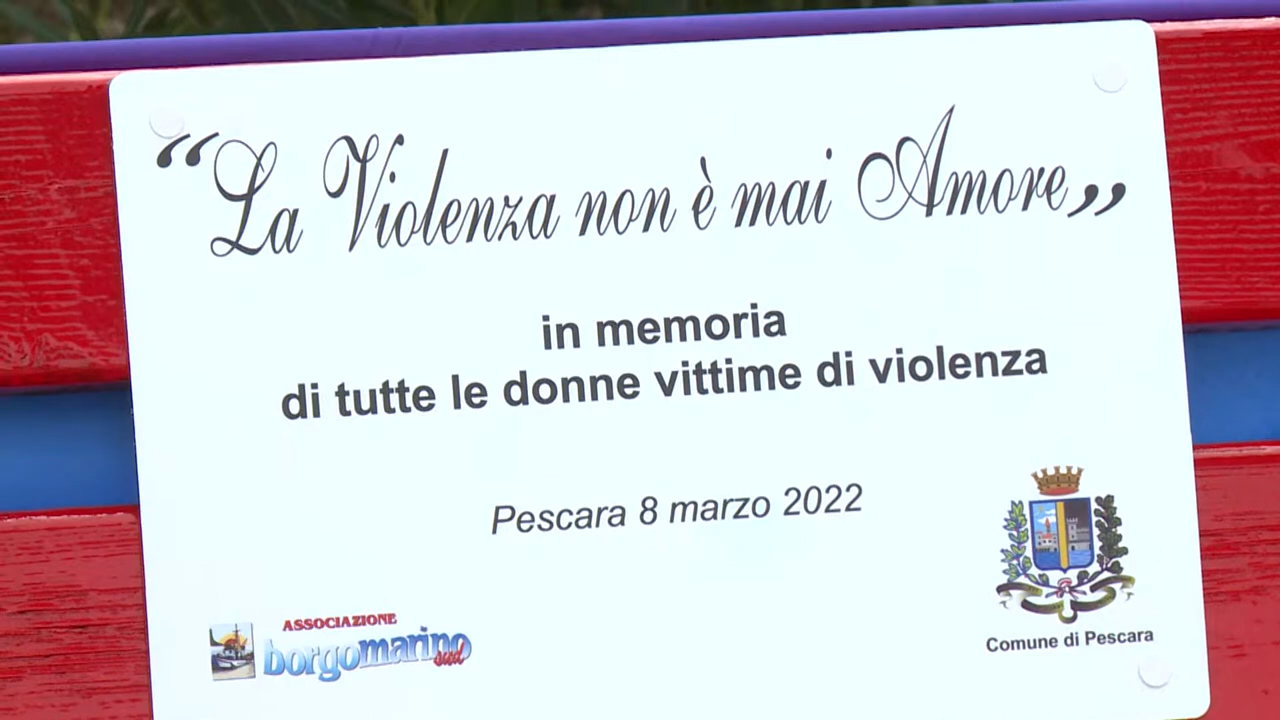 “La Violenza non è mai Amore”
in memoria
di tutte le donne vittime di violenza
Pescara 8 marzo 2022
ASSOCIAZIONE
borgomarino
sud
Comune di Pescara